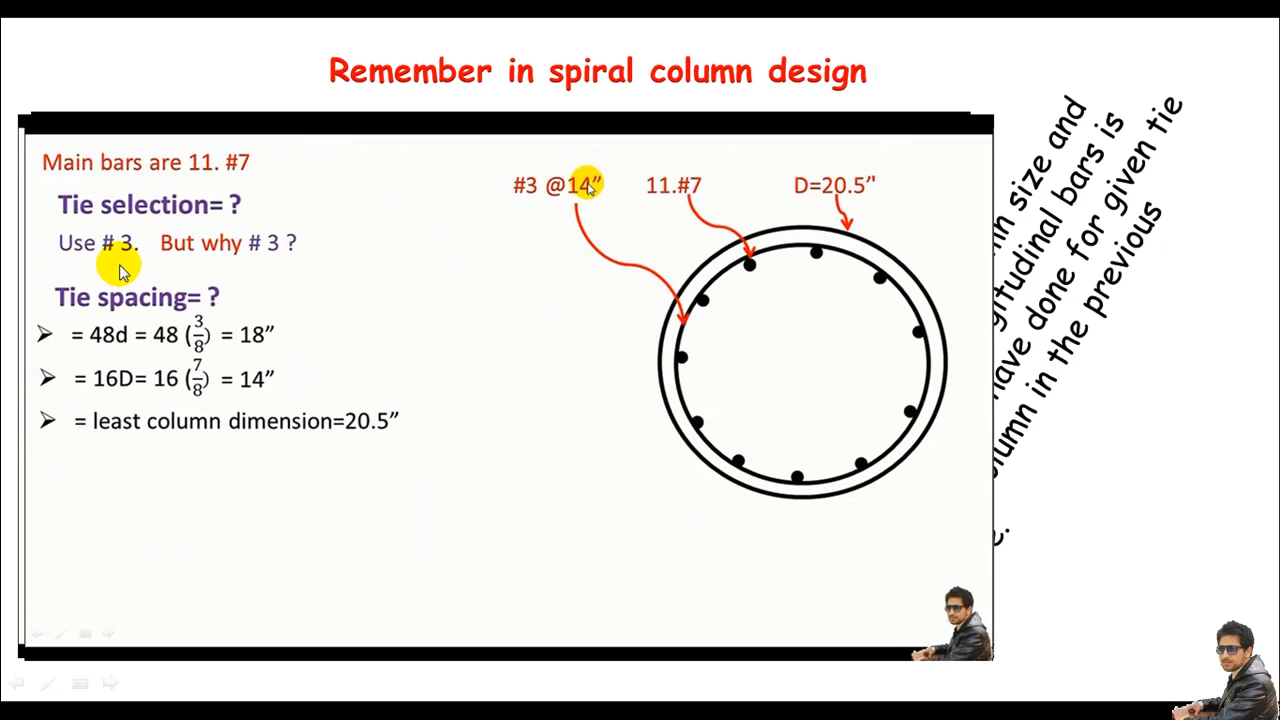 Remember in spiral column design
Main bars are 11. #7
Tie selection= ?
Use # 3. But why # 3 ?
Tie spacing= ?
= 48d = 48 (3/8) = 18”
= 16D= 16 (7/8) = 14”
= least column dimension=20.5”
#3 @14” 11.#7 D=20.5”
size and
bars is
have done for given tie
in the previous